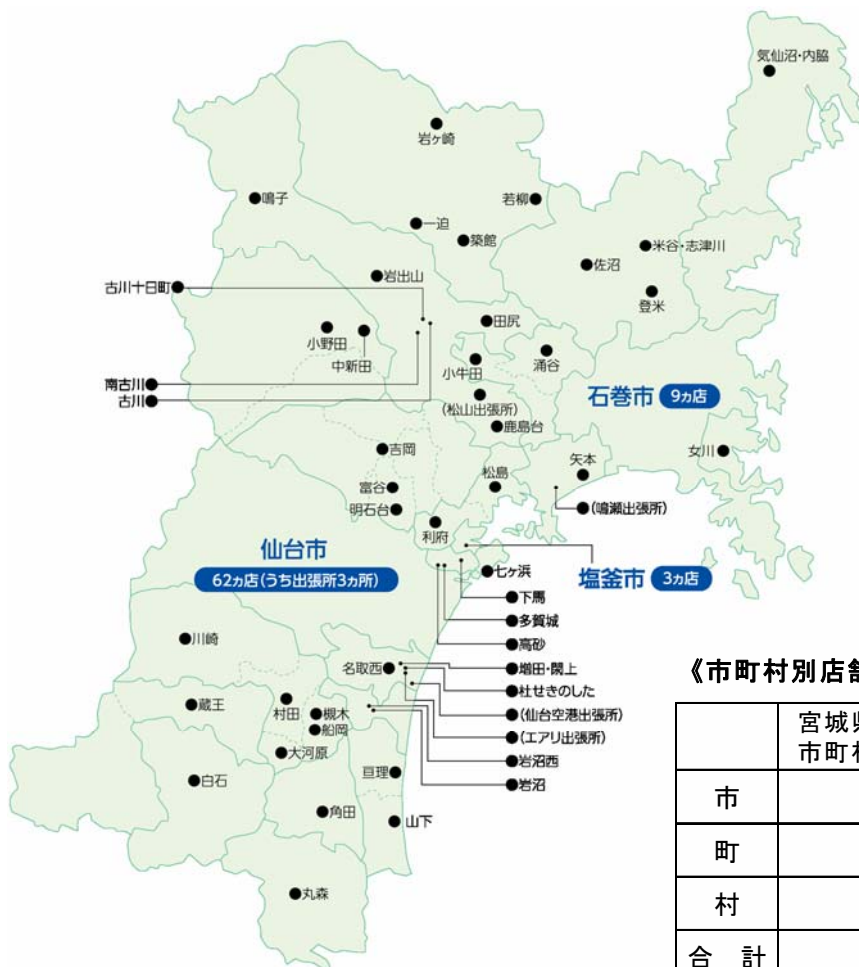 気仙沼・内脇
岩ヶ崎
鳴子
若柳
一迫
築館
米谷・志津川
佐沼
岩出山
古川十日町
登米
田尻
小野田
中新田
涌谷
小牛田
南古川
古川
(松山出張所)
石巻市 9ヵ店
鹿島台
吉岡
女川
矢本
松島
富谷
明石台
(鳴瀬出張所)
利府
仙台市
62ヵ店(うち出張所3ヵ所)
七ヶ浜
塩釜市 3ヵ店
下馬
多賀城
高砂
川崎
名取西
増田・閖上
杜せきのした
(仙台空港出張所)
(エアリ出張所)
岩沼西
岩沼
蔵王
村田
槻木
船岡
大河原
白石
亘理
角田
山下
丸森
《市町村別店舗
宮城県
市町村
市
町
村
合 計